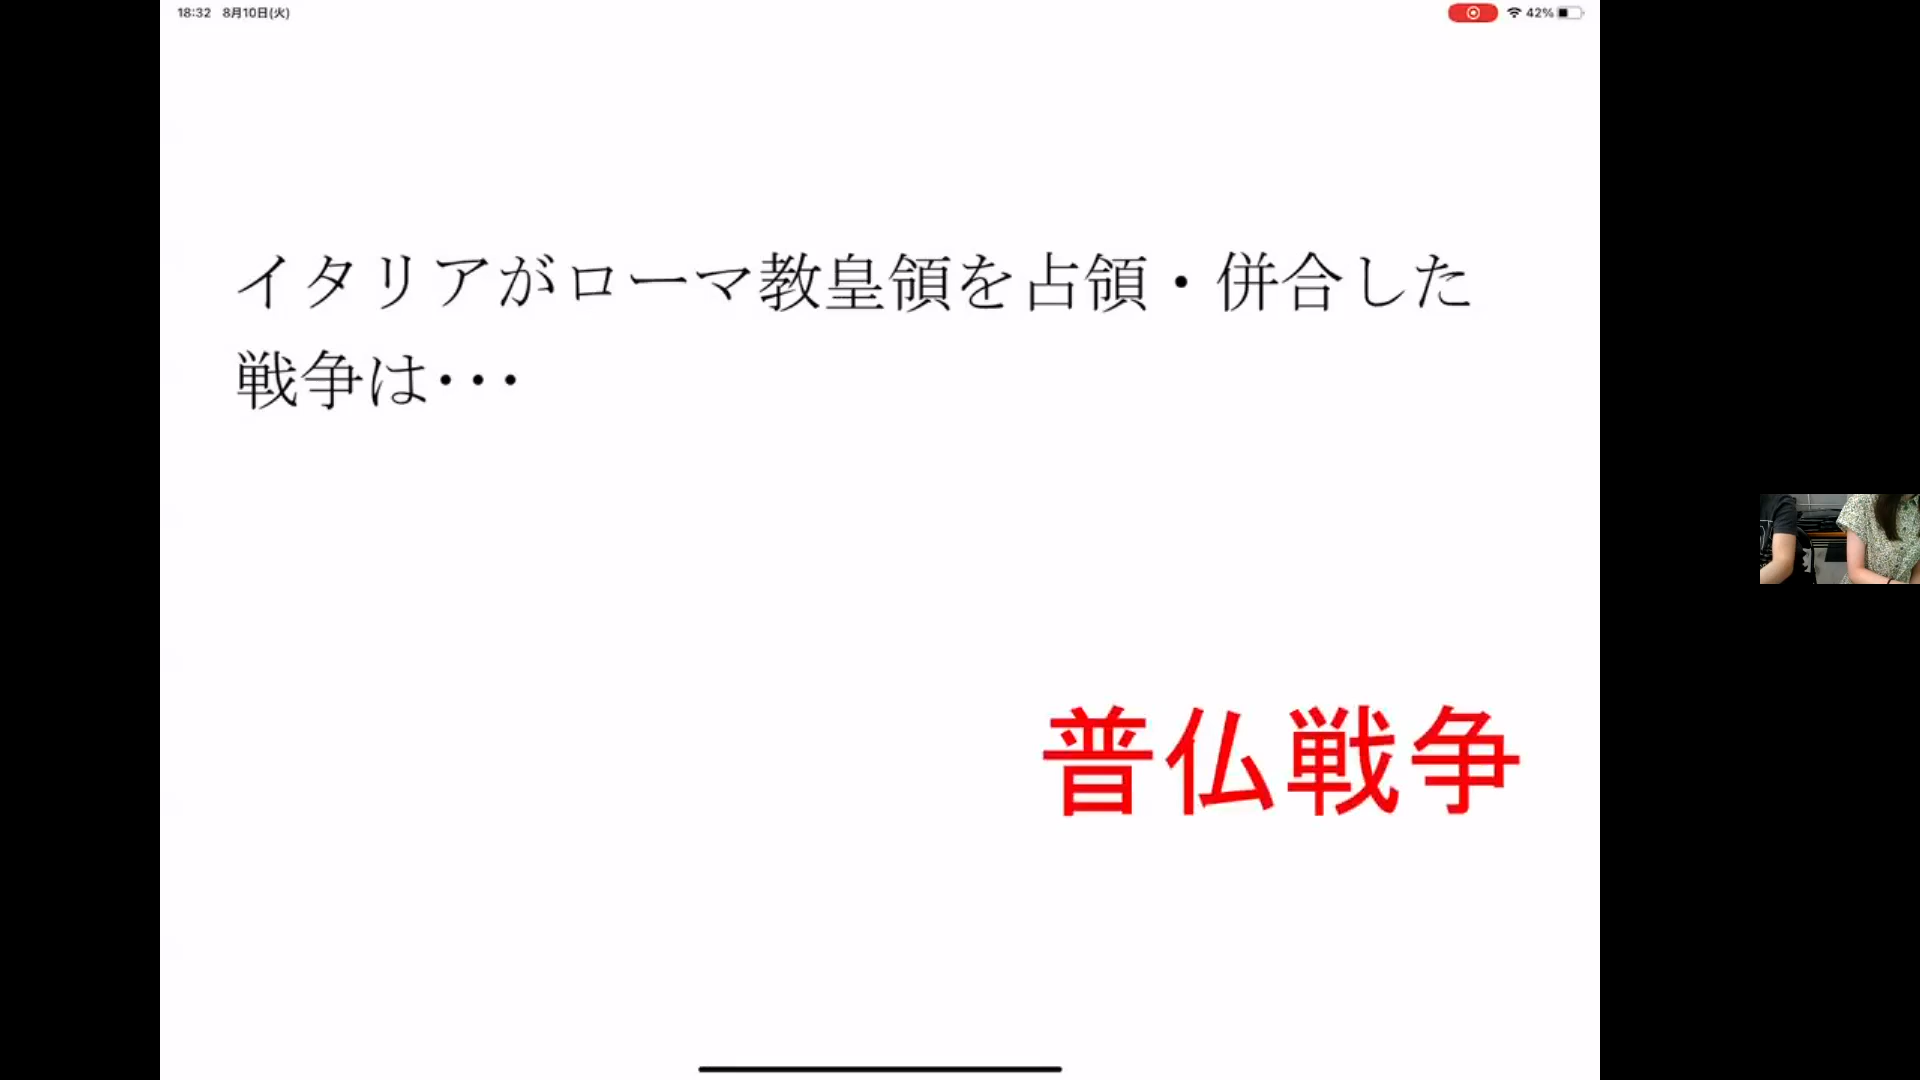 18:32 8月10日(火)
42%
イタリアがローマ教皇領を占領・併合した
戦争は・・・
普仏戦争